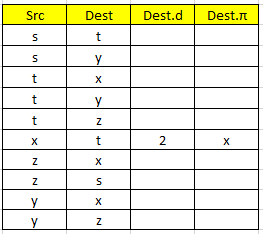 Src Dest Dest.d Dest.π
s t
s y
t x
t y
t z
x t 2 x
z x
z s
y x
y z